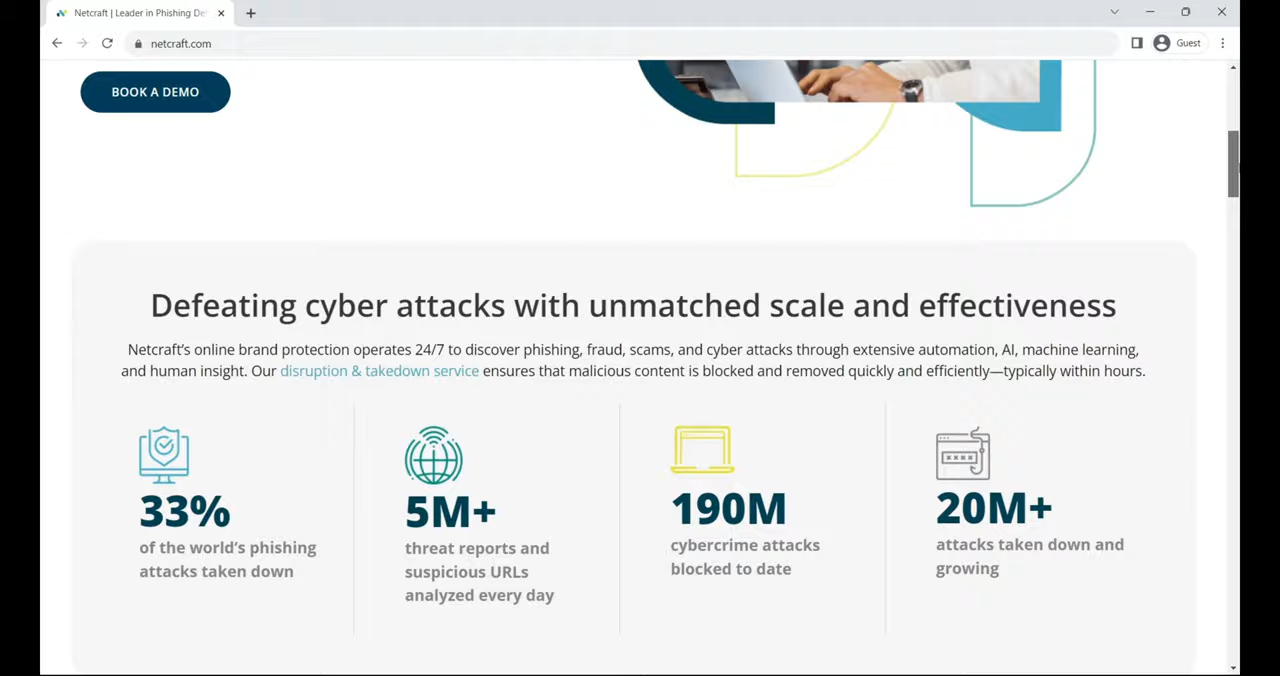 Netcraft | Leader in Phishing De
netcraft.com
Guest
BOOK A DEMO
Defeating cyber attacks with unmatched scale and effectiveness
Netcraft’s online brand protection operates 24/7 to discover phishing, fraud, scams, and cyber attacks through extensive automation, AI, machine learning,
and human insight. Our disruption & takedown service ensures that malicious content is blocked and removed quickly and efficiently—typically within hours.
33%
of the world’s phishing
attacks taken down
5M+
threat reports and
suspicious URLs
analyzed every day
190M
cybercrime attacks
blocked to date
20M+
attacks taken down and
growing